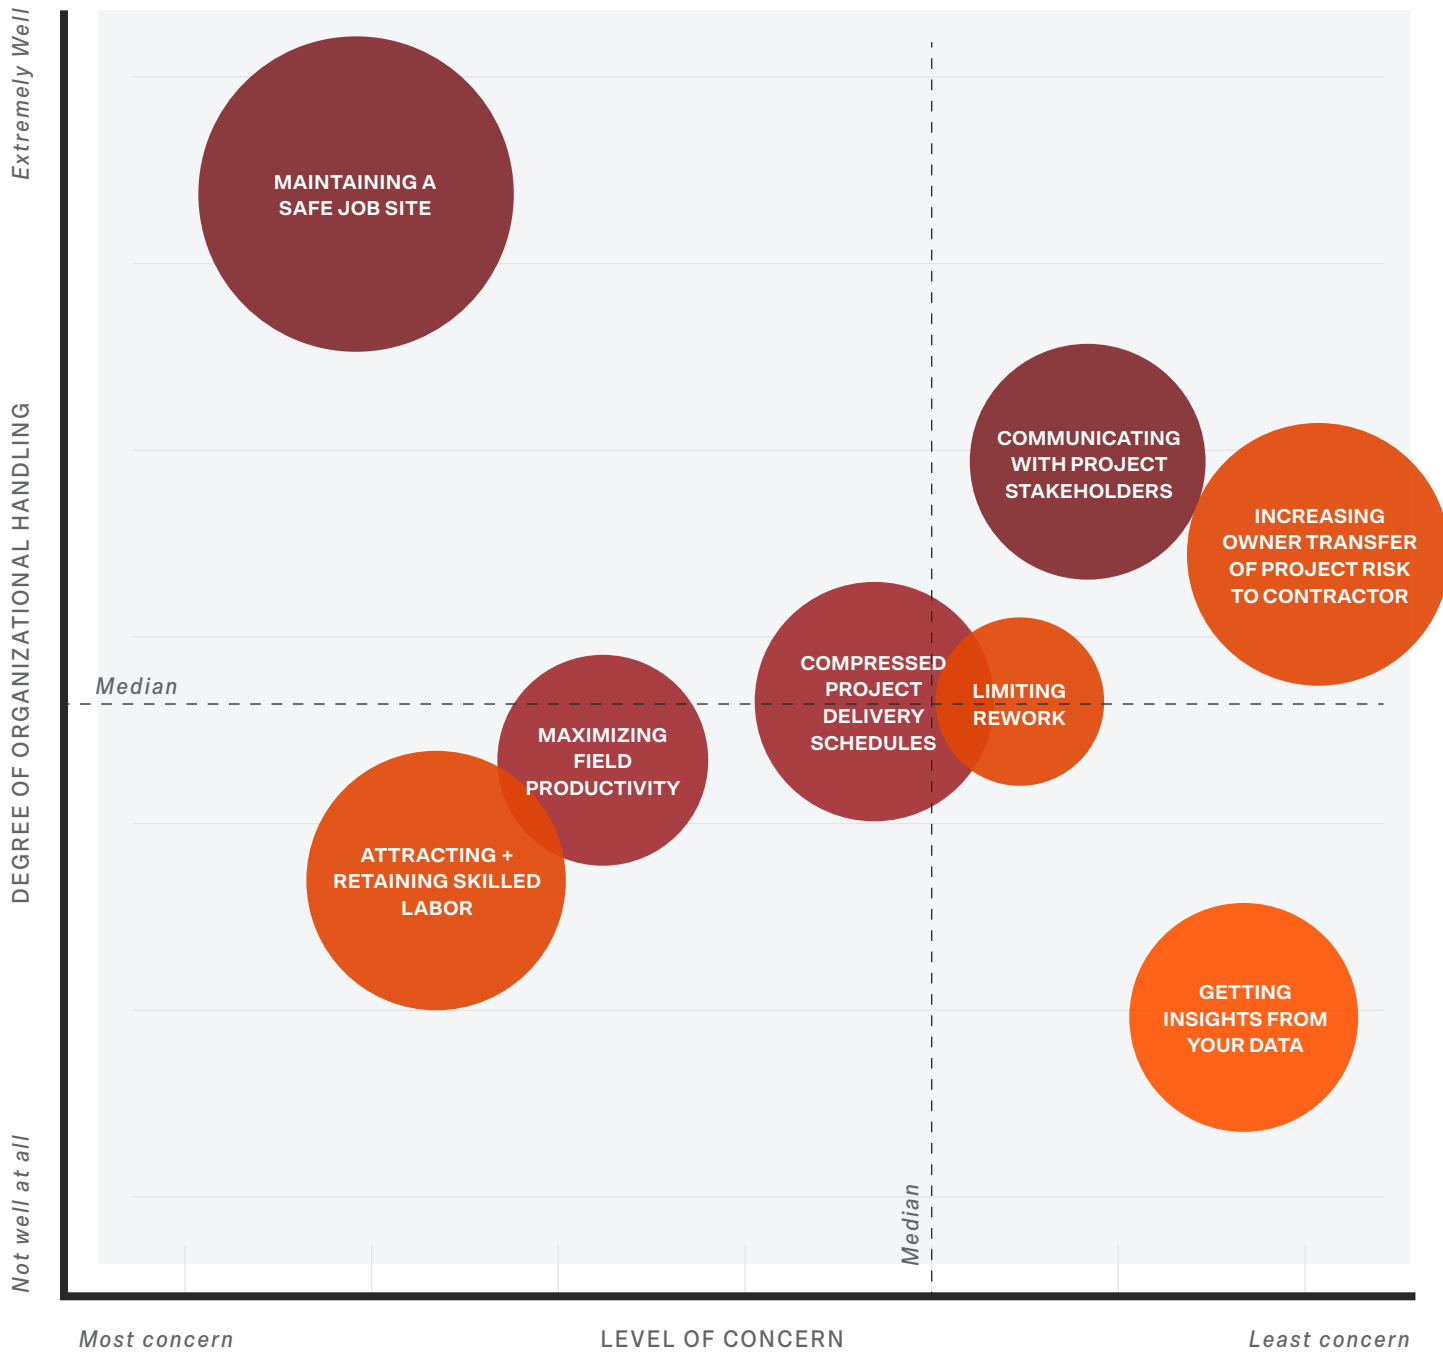 Extremely Well
MAINTAINING A
SAFE JOB SITE
COMMUNICATING
WITH PROJECT
STAKEHOLDERS
INCREASING
OWNER TRANSFER
OF PROJECT RISK
TO CONTRACTOR
DEGREE OF ORGANIZATIONAL HANDLING
Median
COMPRESSED
PROJECT
DELIVERY
SCHEDULES
LIMITING
REWORK
MAXIMIZING
FIELD
PRODUCTIVITY
ATTRACTING +
RETAINING SKILLED
LABOR
GETTING
INSIGHTS FROM
YOUR DATA
Not well at all
Median
Most concern
LEVEL OF CONCERN
Least concern